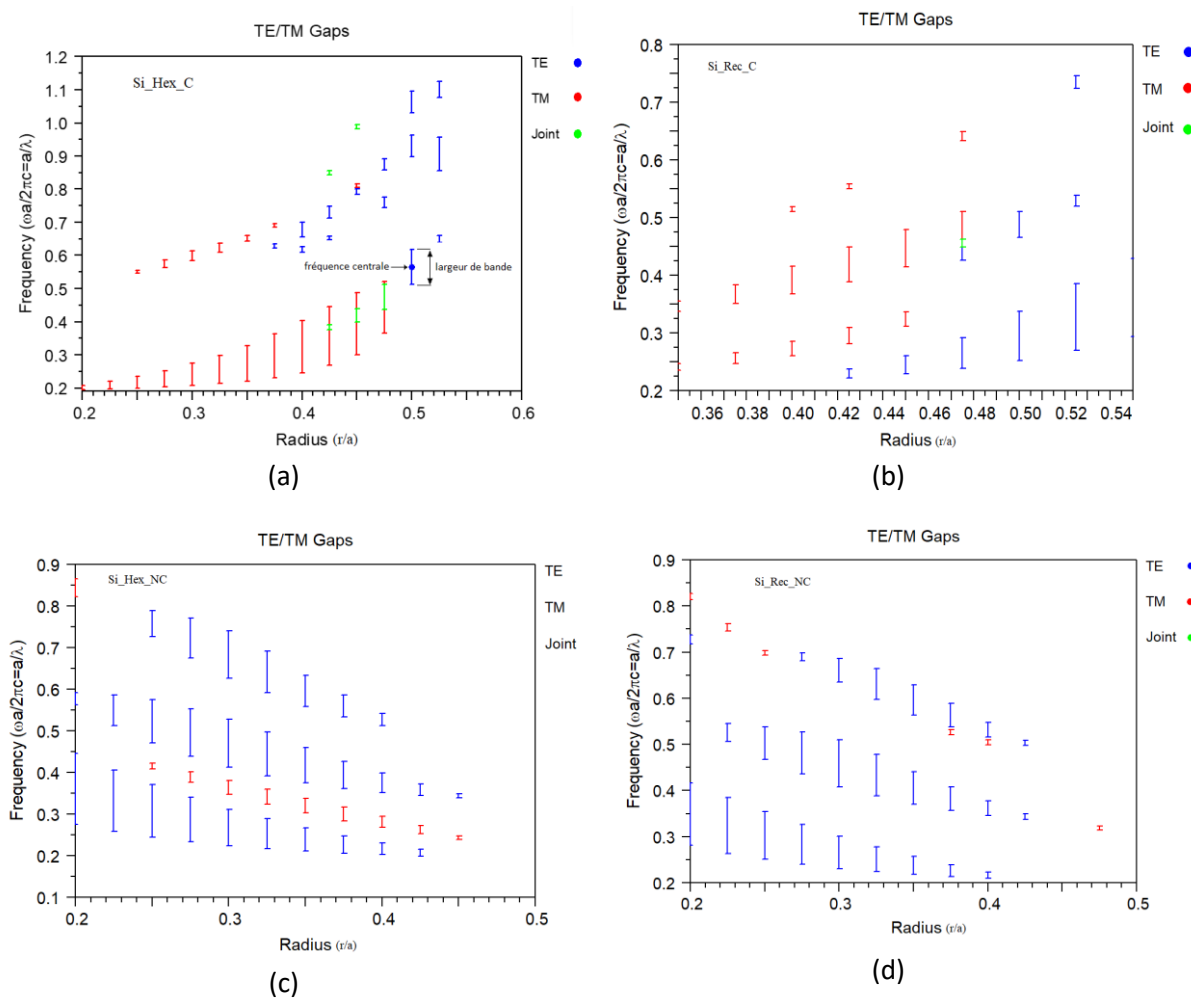 TE/TM Gaps
Si_Hex_C
TE
TM
Joint
1.2
1.1
1.0
0.9
0.8
0.7
0.6
0.5
0.4
0.3
0.2
Frequency (ωa/2πc=a/λ)
fréquence centrale
largeur de bande
0.2 0.3 0.4 0.5 0.6
Radius (r/a)
(a)
TE/TM Gaps
Si_Rec_C
TE
TM
Joint
0.8
0.7
0.6
0.5
0.4
0.3
0.2
Frequency (ωa/2πc=a/λ)
0.36 0.38 0.40 0.42 0.44 0.46 0.48 0.50 0.52 0.54
Radius (r/a)
(b)
TE/TM Gaps
Si_Hex_NC
TE
TM
Joint
0.9
0.8
0.7
0.6
0.5
0.4
0.3
0.2
0.1
Frequency (ωa/2πc=a/λ)
0.2 0.3 0.4 0.5
Radius (r/a)
(c)
TE/TM Gaps
Si_Rec_NC
TE
TM
Joint
0.9
0.8
0.7
0.6
0.5
0.4
0.3
0.2
Frequency (ωa/2πc=a/λ)
0.2 0.3 0.4 0.5
Radius (r/a)
(d)